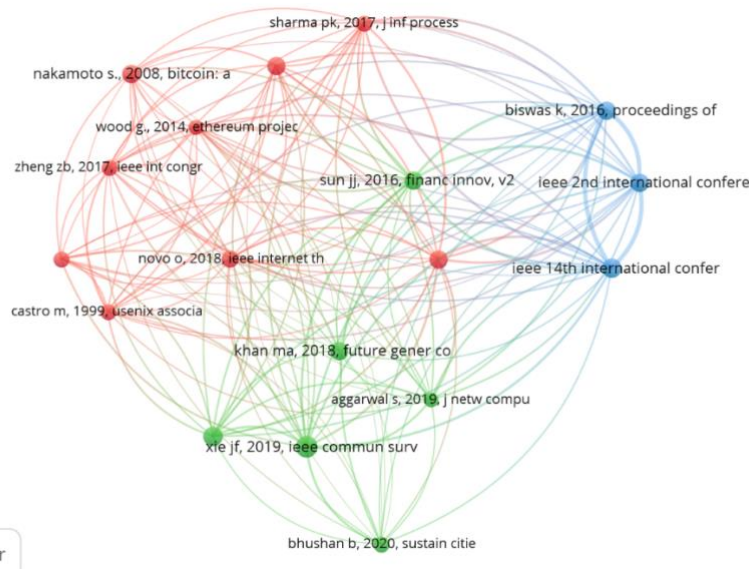 sharma pk, 2017, j inf process
nakamoto s., 2008, bitcoin: a
biswas k, 2016, proceedings of
wood g., 2014, ethereum projec
zheng zb, 2017, ieee int congr
sun jj, 2016, financ innov, v2
ieee 2nd international confere
novo o, 2018, ieee internet th
ieee 14th international confer
castro m, 1999, usenix associa
khan ma, 2018, future gener co
aggarwal s, 2019, j netw compu
xie jf, 2019, ieee commun surv
bhushan b, 2020, sustain citie
r